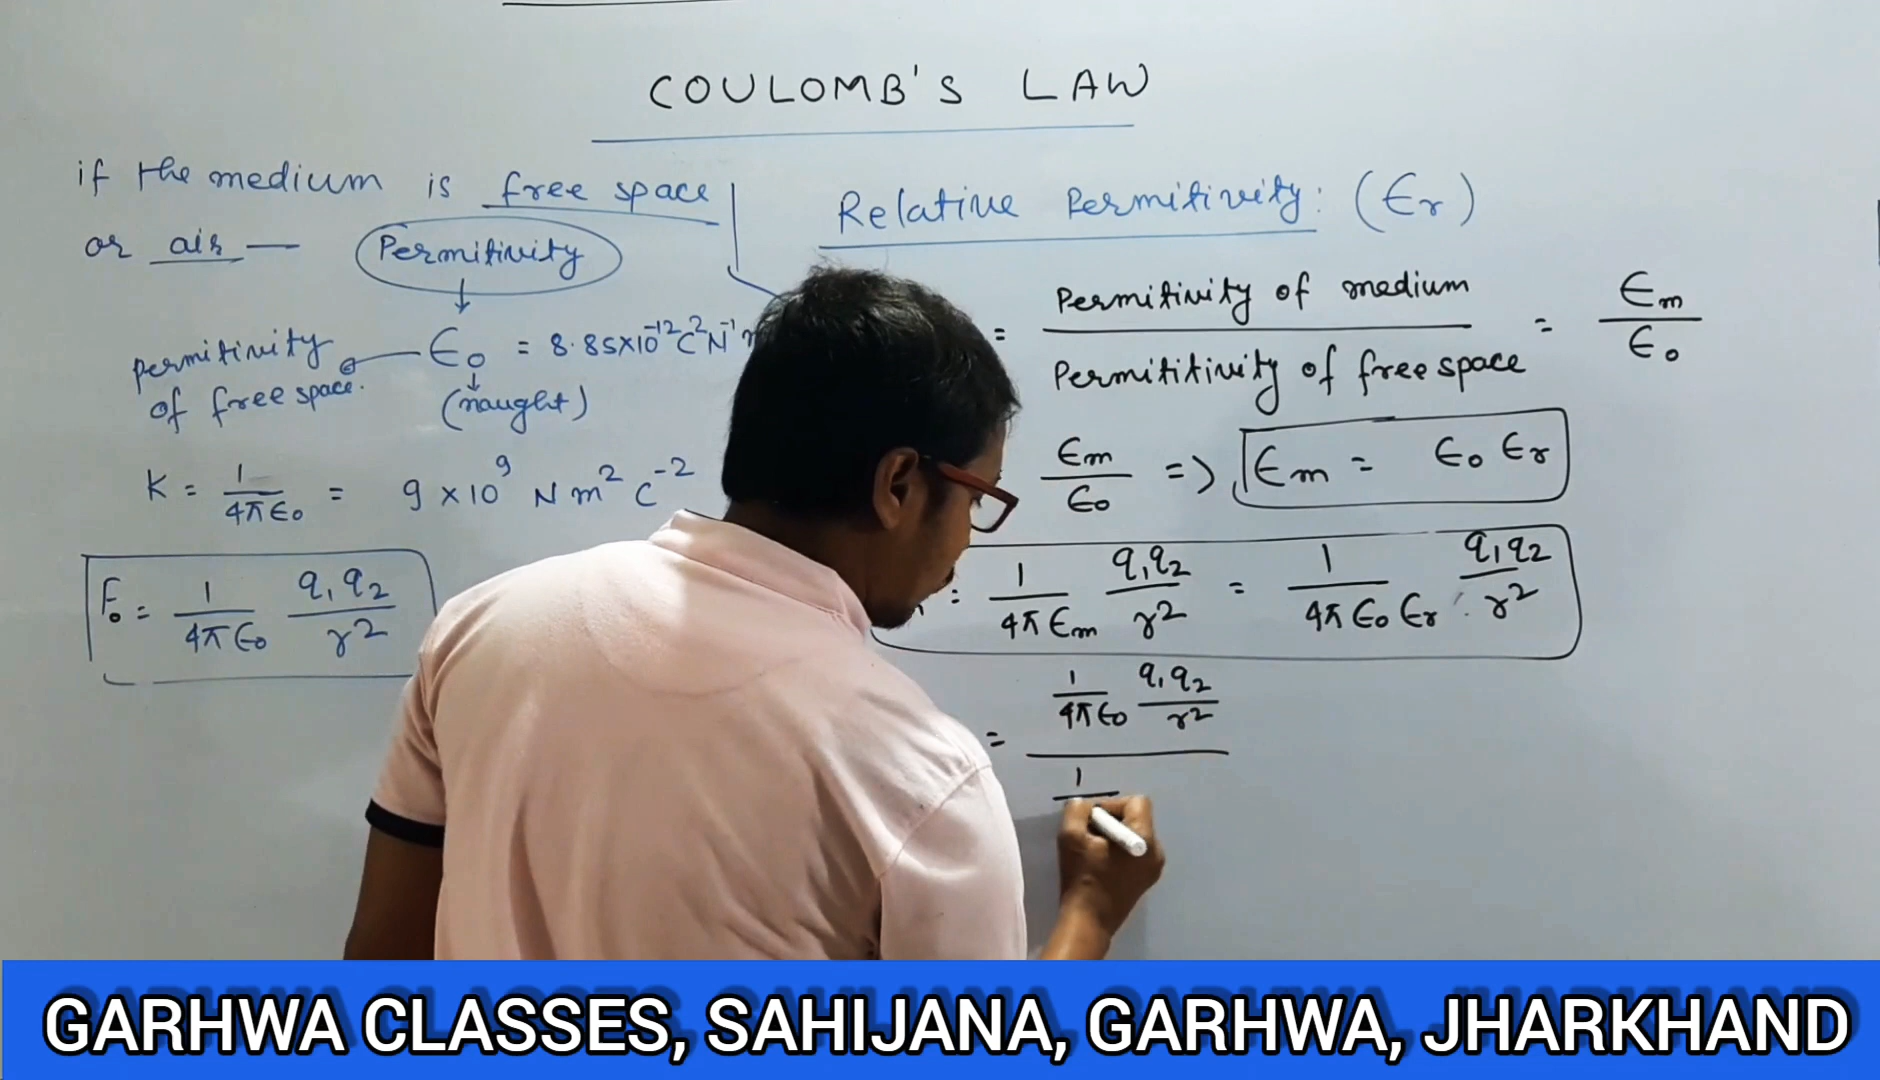 COULOMB'S LAW
if the medium is free space
or air —
Permitivity
permitivity
of free space.
ϵ₀ = 8.85×10⁻¹² C² N⁻¹
(naught)
K = 1/4πϵ₀ = 9 × 10⁹ N m² C⁻²
F₀ = 1/4πϵ₀ q₁q₂/r²
Relative Permitivity: (ϵr)
= Permitivity of medium / Permititivity of free space = ϵm/ϵ₀
ϵm/ϵ₀ => ϵm = ϵ₀ ϵr
= 1/4πϵm q₁q₂/r² = 1/4πϵ₀ϵr · q₁q₂/r²
= 1/4πϵ₀ q₁q₂/r²
1
GARHWA CLASSES, SAHIJANA, GARHWA, JHARKHAND